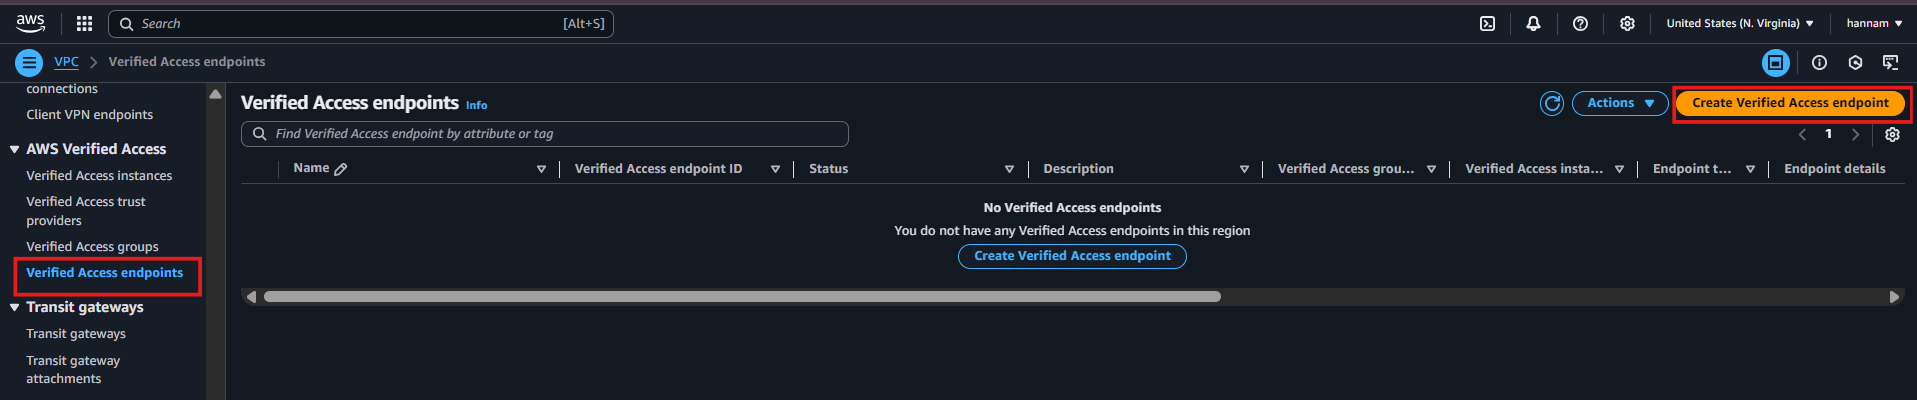 aws
Search [Alt+S]
United States (N. Virginia) hannam
VPC Verified Access endpoints
connections
Client VPN endpoints
AWS Verified Access
Verified Access instances
Verified Access trust
providers
Verified Access groups
Verified Access endpoints
Transit gateways
Transit gateways
Transit gateway
attachments
Verified Access endpoints Info
Actions Create Verified Access endpoint
Find Verified Access endpoint by attribute or tag
1
Name Verified Access endpoint ID Status Description Verified Access grou... Verified Access insta... Endpoint t... Endpoint details
No Verified Access endpoints
You do not have any Verified Access endpoints in this region
Create Verified Access endpoint